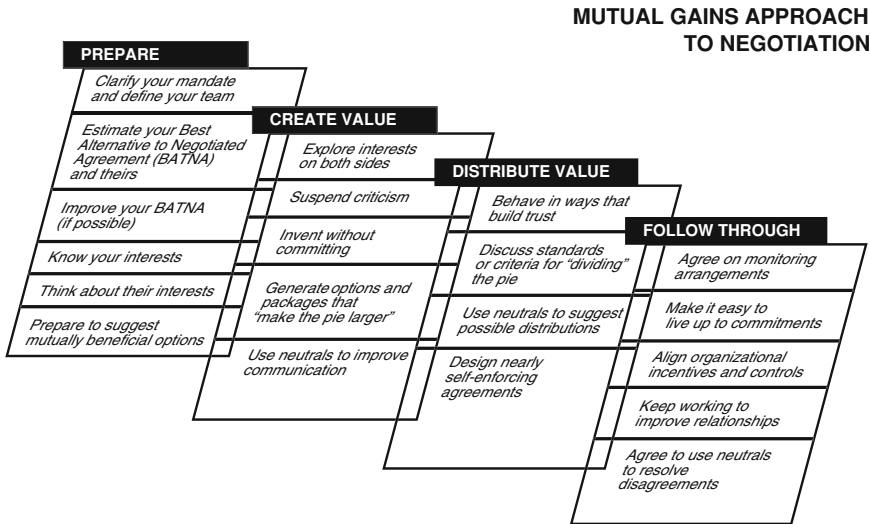 MUTUAL GAINS APPROACH
TO NEGOTIATION
PREPARE
Clarify your mandate
and define your team
Estimate your Best
Alternative to Negotiated
Agreement (BATNA)
and theirs
Improve your BATNA
(if possible)
Know your interests
Think about their interests
Prepare to suggest
mutually beneficial options
CREATE VALUE
Explore interests
on both sides
Suspend criticism
Invent without
committing
Generate options and
packages that
“make the pie larger”
Use neutrals to improve
communication
DISTRIBUTE VALUE
Behave in ways that
build trust
Discuss standards
or criteria for “dividing”
the pie
Use neutrals to suggest
possible distributions
Design nearly
self-enforcing
agreements
FOLLOW THROUGH
Agree on monitoring
arrangements
Make it easy to
live up to commitments
Align organizational
incentives and controls
Keep working to
improve relationships
Agree to use neutrals
to resolve
disagreements